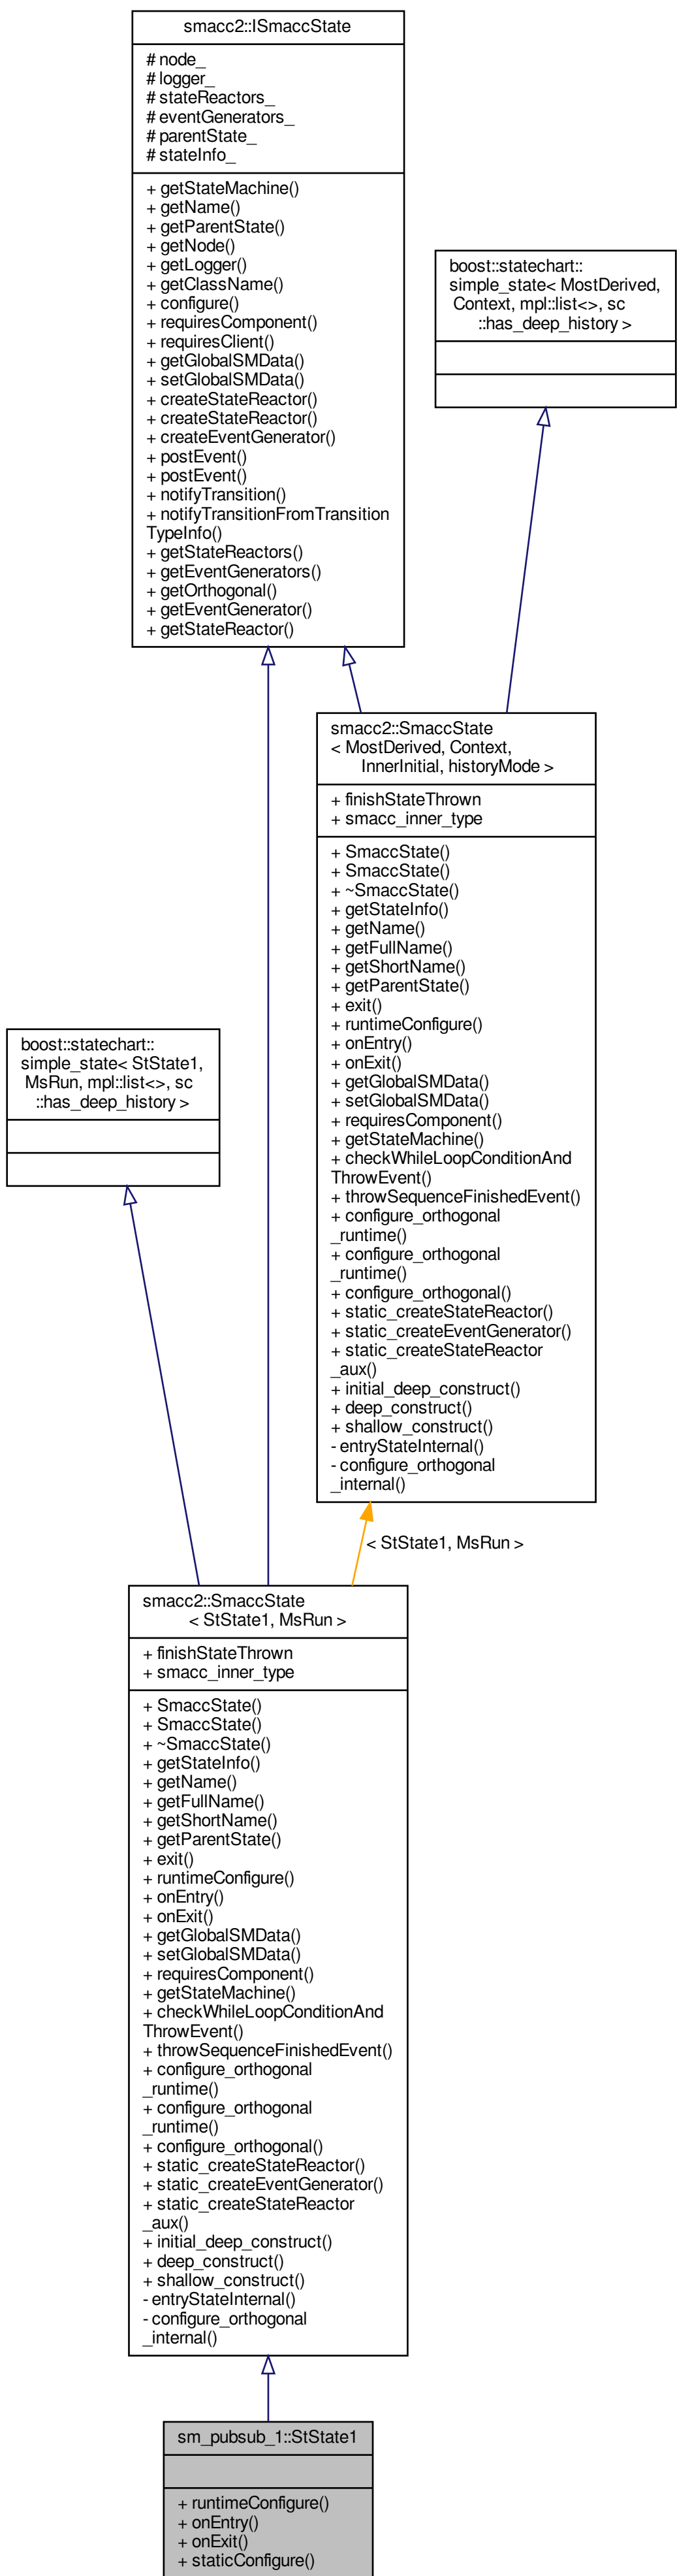 smacc2::ISmaccState
# node_
# logger_
# stateReactors_
# eventGenerators_
# parentState_
# stateInfo_
+ getStateMachine()
+ getName()
+ getParentState()
+ getNode()
+ getLogger()
+ getClassName()
+ configure()
+ requiresComponent()
+ requiresClient()
+ getGlobalSMData()
+ setGlobalSMData()
+ createStateReactor()
+ createStateReactor()
+ createEventGenerator()
+ postEvent()
+ postEvent()
+ notifyTransition()
+ notifyTransitionFromTransition
TypeInfo()
+ getStateReactors()
+ getEventGenerators()
+ getOrthogonal()
+ getEventGenerator()
+ getStateReactor()
boost::statechart::
simple_state< MostDerived,
Context, mpl::list<>, sc
::has_deep_history >
smacc2::SmaccState
< MostDerived, Context,
InnerInitial, historyMode >
+ finishStateThrown
+ smacc_inner_type
+ SmaccState()
+ SmaccState()
+ ~SmaccState()
+ getStateInfo()
+ getName()
+ getFullName()
+ getShortName()
+ getParentState()
+ exit()
+ runtimeConfigure()
+ onEntry()
+ onExit()
+ getGlobalSMData()
+ setGlobalSMData()
+ requiresComponent()
+ getStateMachine()
+ checkWhileLoopConditionAnd
ThrowEvent()
+ throwSequenceFinishedEvent()
+ configure_orthogonal
_runtime()
+ configure_orthogonal
_runtime()
+ configure_orthogonal()
+ static_createStateReactor()
+ static_createEventGenerator()
+ static_createStateReactor
_aux()
+ initial_deep_construct()
+ deep_construct()
+ shallow_construct()
- entryStateInternal()
- configure_orthogonal
_internal()
boost::statechart::
simple_state< StState1,
MsRun, mpl::list<>, sc
::has_deep_history >
< StState1, MsRun >
smacc2::SmaccState
< StState1, MsRun >
+ finishStateThrown
+ smacc_inner_type
+ SmaccState()
+ SmaccState()
+ ~SmaccState()
+ getStateInfo()
+ getName()
+ getFullName()
+ getShortName()
+ getParentState()
+ exit()
+ runtimeConfigure()
+ onEntry()
+ onExit()
+ getGlobalSMData()
+ setGlobalSMData()
+ requiresComponent()
+ getStateMachine()
+ checkWhileLoopConditionAnd
ThrowEvent()
+ throwSequenceFinishedEvent()
+ configure_orthogonal
_runtime()
+ configure_orthogonal
_runtime()
+ configure_orthogonal()
+ static_createStateReactor()
+ static_createEventGenerator()
+ static_createStateReactor
_aux()
+ initial_deep_construct()
+ deep_construct()
+ shallow_construct()
- entryStateInternal()
- configure_orthogonal
_internal()
sm_pubsub_1::StState1
+ runtimeConfigure()
+ onEntry()
+ onExit()
+ staticConfigure()